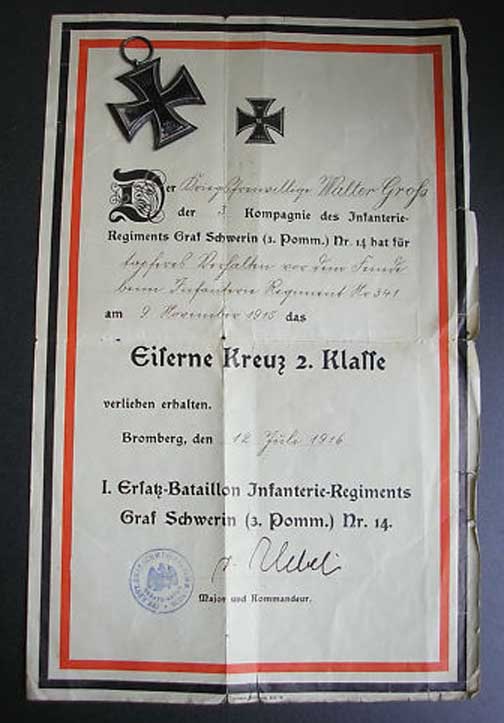 Der Kriegsfreiwillige Walter Groß
der 3 Kompagnie des Infanterie-
Regiments Graf Schwerin (3. Pomm.) Nr. 14 hat für
tapferes Verhalten vor dem Feinde
beim Infanterie Regiment Nr 341
am 9 November 1915 das
Eiserne Kreuz 2. Klasse
verliehen erhalten.
Bromberg, den 12 Juli 1916
I. Ersatz-Bataillon Infanterie-Regiments
Graf Schwerin (3. Pomm.) Nr. 14.
Major und Kommandeur.